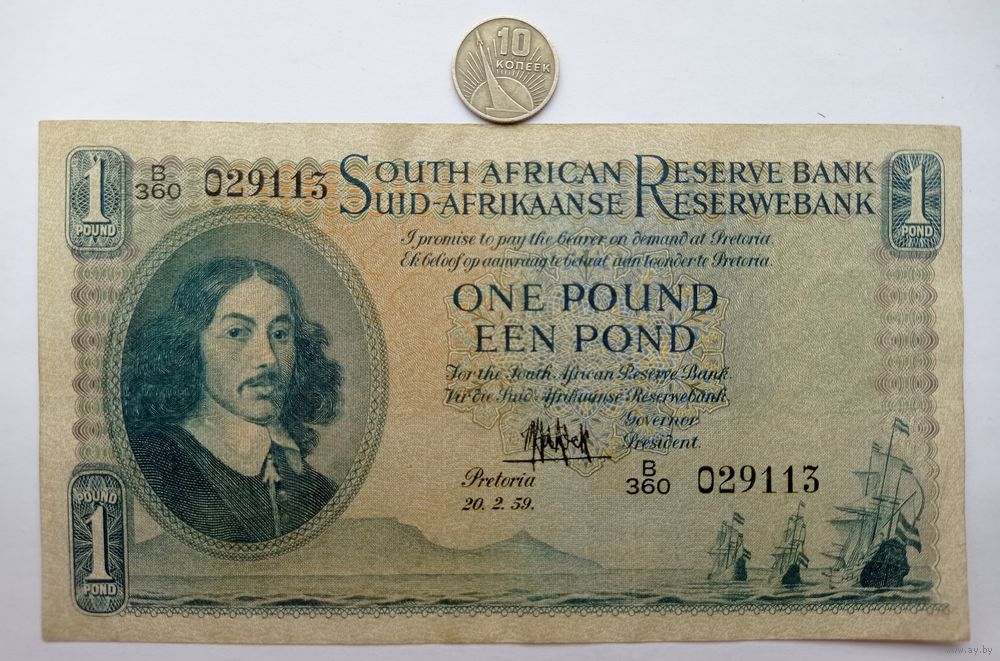 10
КОПЕЕК
1
POUND
B
360 029113
SOUTH AFRICAN RESERVE BANK
SUID-AFRIKAANSE RESERWEBANK
1
POND
I promise to pay the bearer on demand at Pretoria.
Ek beloof op aanvraag te betaal aan toonder te Pretoria.
ONE POUND
EEN POND
For the South African Reserve Bank.
Vir die Suid-Afrikaanse Reserwebank,
Governor
President.
Pretoria
20. 2. 59.
B
360 029113
POUND
1
POND
www.ay.by